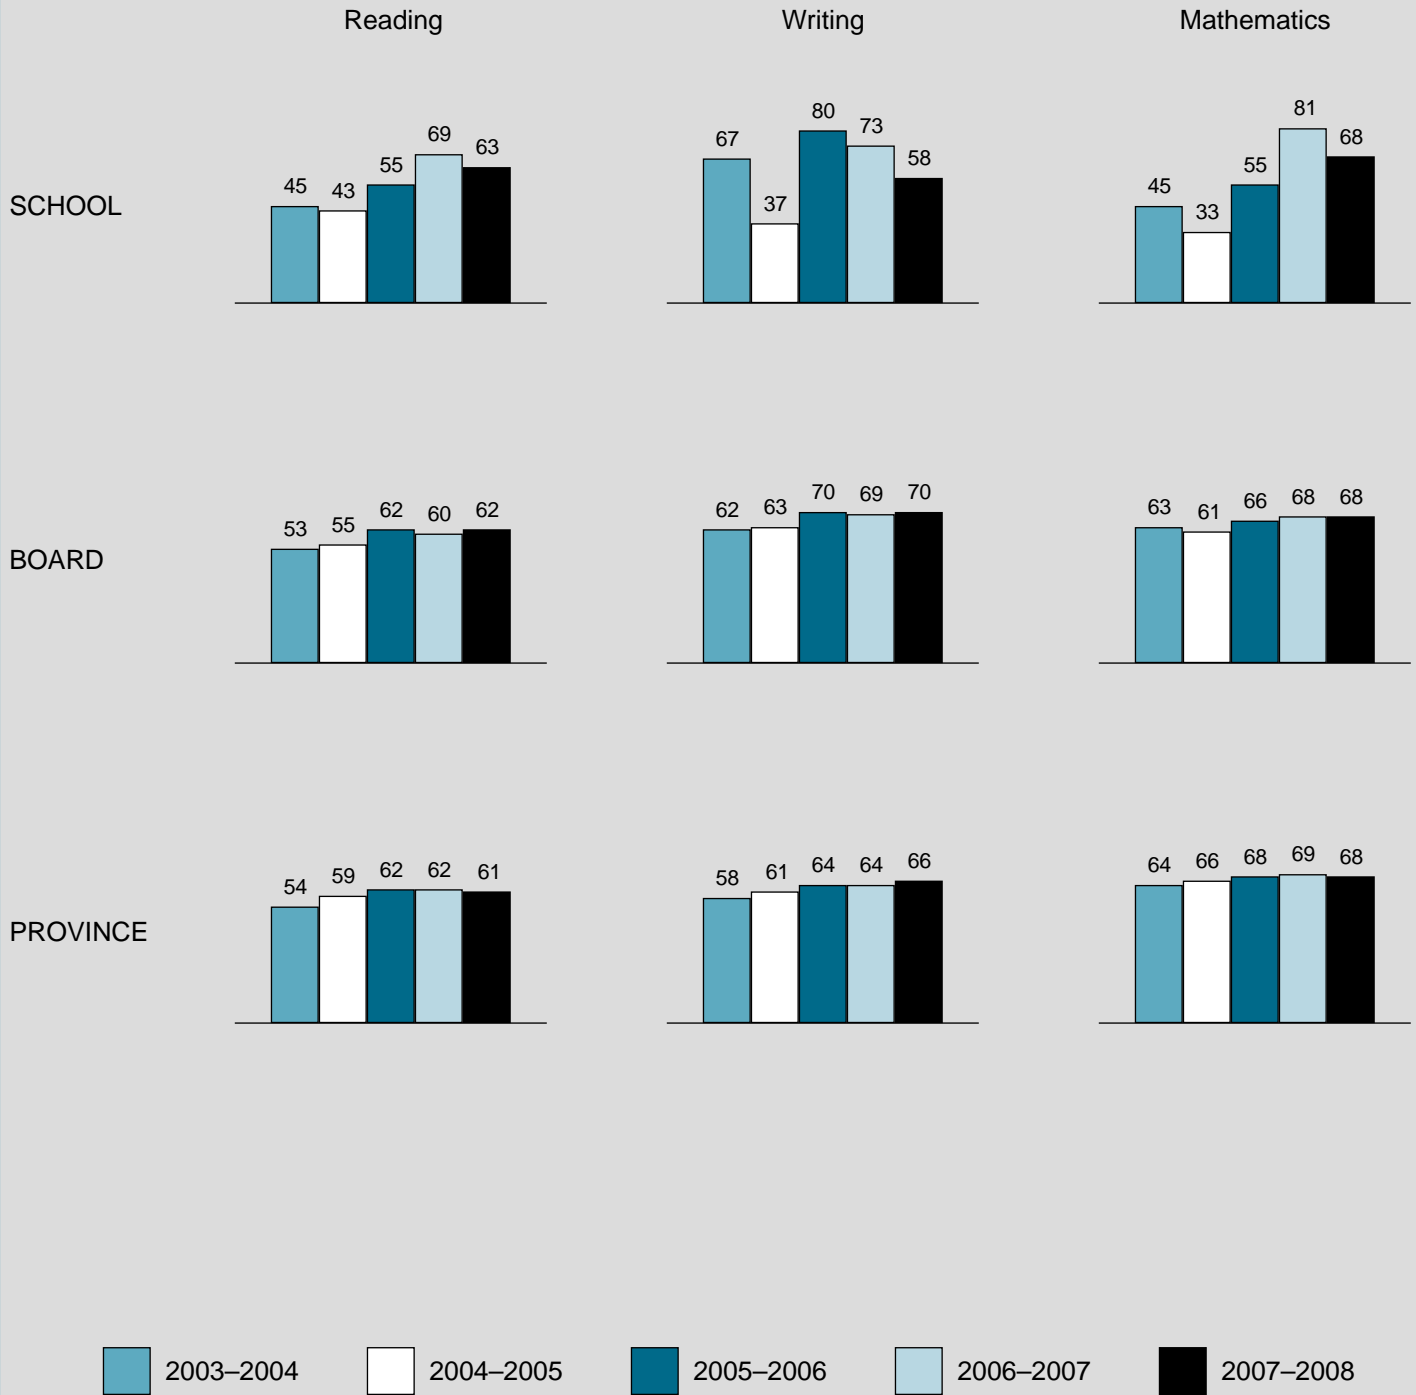 Reading Writing Mathematics
SCHOOL
45 43 55 69 63
67 37 80 73 58
45 33 55 81 68
BOARD
53 55 62 60 62
62 63 70 69 70
63 61 66 68 68
PROVINCE
54 59 62 62 61
58 61 64 64 66
64 66 68 69 68
2003–2004 2004–2005 2005–2006 2006–2007 2007–2008